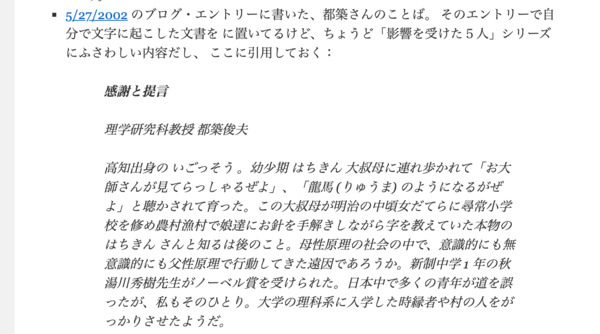 5/27/2002 のブログ・エントリーに書いた、都築さんのことば。 そのエントリーで自
分で文字に起こした文書を に置いてるけど、ちょうど「影響を受けた５人」シリーズ
にふさわしい内容だし、 ここに引用しておく：
感謝と提言
理学研究科教授 都築俊夫
高知出身の いごっそう 。幼少期 はちきん 大叔母に連れ歩かれて「お大
師さんが見てらっしゃるぜよ」、「龍馬 (りゅうま) のようになるがぜ
よ」と聴かされて育った。この大叔母が明治の中頃女だてらに尋常小学
校を修め農村漁村で娘達にお針を手解きしながら字を教えていた本物の
はちきん さんと知るは後のこと。母性原理の社会の中で、意識的にも無
意識的にも父性原理で行動してきた遠因であろうか。新制中学1 年の秋
湯川秀樹先生がノーベル賞を受けられた。日本中で多くの青年が道を誤
ったが、私もそのひとり。大学の理科系に入学した時縁者や村の人をが
っかりさせたようだ。